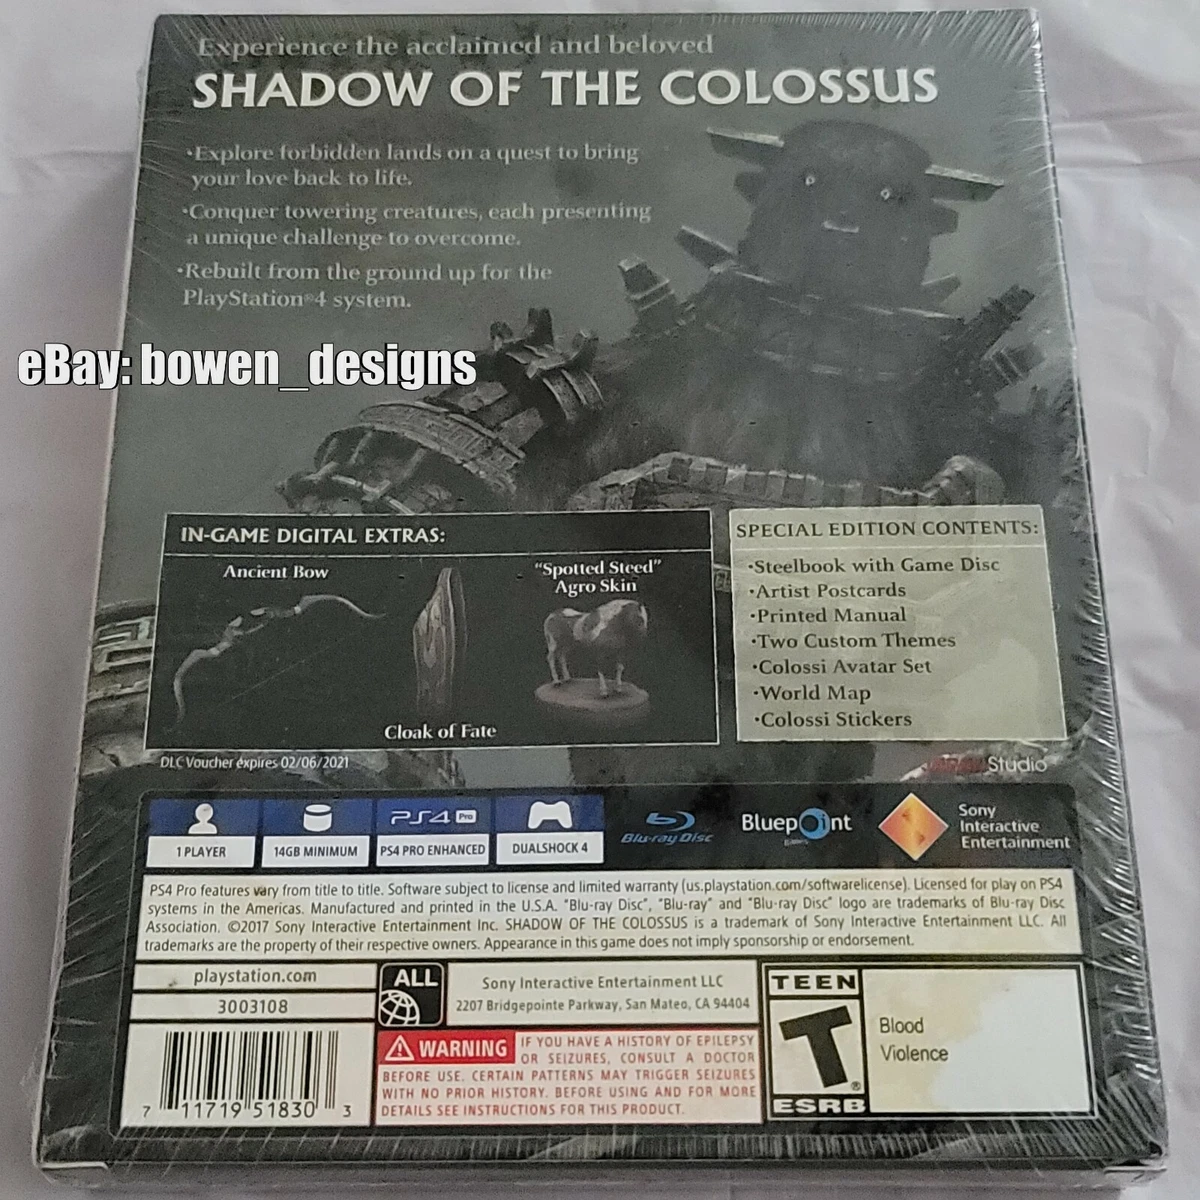 Experience the acclaimed and beloved
SHADOW OF THE COLOSSUS
•Explore forbidden lands on a quest to bring
your love back to life.
•Conquer towering creatures, each presenting
a unique challenge to overcome.
•Rebuilt from the ground up for the
PlayStation®4 system.
eBay: bowen_designs
IN-GAME DIGITAL EXTRAS:
Ancient Bow
"Spotted Steed"
Agro Skin
Cloak of Fate
SPECIAL EDITION CONTENTS:
•Steelbook with Game Disc
•Artist Postcards
•Printed Manual
•Two Custom Themes
•Colossi Avatar Set
•World Map
•Colossi Stickers
DLC Voucher expires 02/06/2021
Studio
1 PLAYER
14GB MINIMUM
PS4 Pro
PS4 PRO ENHANCED
DUALSHOCK 4
Blu-ray Disc
Bluepoint
Games
Sony
Interactive
Entertainment
PS4 Pro features vary from title to title. Software subject to license and limited warranty (us.playstation.com/softwarelicense). Licensed for play on PS4
systems in the Americas. Manufactured and printed in the U.S.A. "Blu-ray Disc", "Blu-ray" and "Blu-ray Disc" logo are trademarks of Blu-ray Disc
Association. ©2017 Sony Interactive Entertainment Inc. SHADOW OF THE COLOSSUS is a trademark of Sony Interactive Entertainment LLC. All
trademarks are the property of their respective owners. Appearance in this game does not imply sponsorship or endorsement.
playstation.com
3003108
ALL
Sony Interactive Entertainment LLC
2207 Bridgepointe Parkway, San Mateo, CA 94404
WARNING IF YOU HAVE A HISTORY OF EPILEPSY
OR SEIZURES, CONSULT A DOCTOR
BEFORE USE. CERTAIN PATTERNS MAY TRIGGER SEIZURES
WITH NO PRIOR HISTORY. BEFORE USING AND FOR MORE
DETAILS SEE INSTRUCTIONS FOR THIS PRODUCT.
7 11719 51830 3
TEEN
T®
ESRB
Blood
Violence